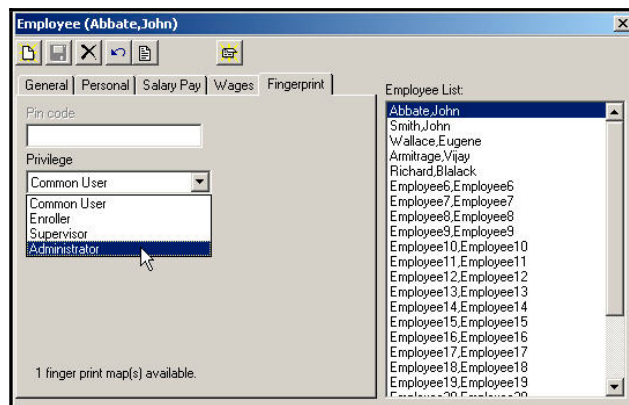 Employee (Abbate,John)
General
Personal
Salary Pay
Wages
Fingerprint
Pin code
Privilege
Common User
Common User
Enroller
Supervisor
Administrator
1 finger print map(s) available.
Employee List:
Abbate,John
Smith,John
Wallace,Eugene
Armitrage,Vijay
Richard,Blalack
Employee6,Employee6
Employee7,Employee7
Employee8,Employee8
Employee9,Employee9
Employee10,Employee10
Employee11,Employee11
Employee12,Employee12
Employee13,Employee13
Employee14,Employee14
Employee15,Employee15
Employee16,Employee16
Employee17,Employee17
Employee18,Employee18
Employee19,Employee19